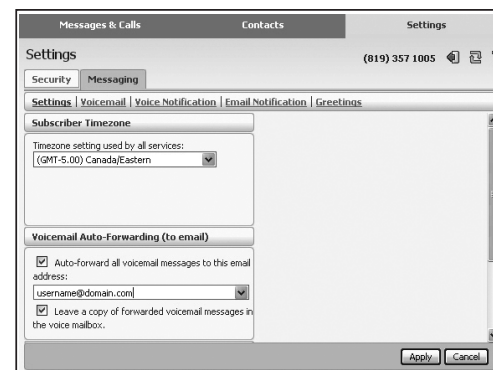 Messages & Calls Contacts Settings
Settings (819) 357 1005
Security Messaging
Settings | Voicemail | Voice Notification | Email Notification | Greetings
Subscriber Timezone
Timezone setting used by all services:
(GMT-5.00) Canada/Eastern
Voicemail Auto-Forwarding (to email)
Auto-forward all voicemail messages to this email
address:
username@domain.com
Leave a copy of forwarded voicemail messages in
the voice mailbox.
Apply Cancel